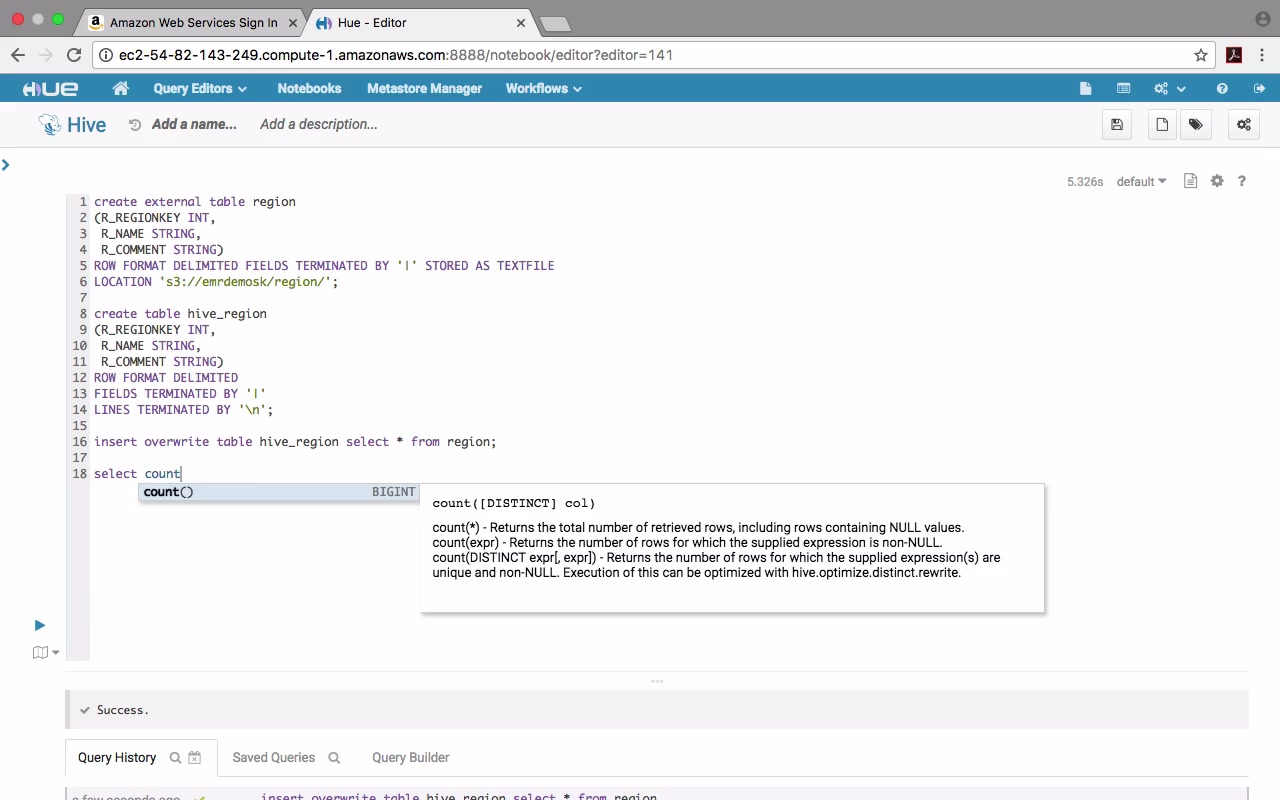 Amazon Web Services Sign In
Hue - Editor
ec2-54-82-143-249.compute-1.amazonaws.com:8888/notebook/editor?editor=141
HUE Query Editors Notebooks Metastore Manager Workflows
Hive Add a name... Add a description...
5.326s default ?
1 create external table region
2 (R_REGIONKEY INT,
3 R_NAME STRING,
4 R_COMMENT STRING)
5 ROW FORMAT DELIMITED FIELDS TERMINATED BY '|' STORED AS TEXTFILE
6 LOCATION 's3://emrdemosk/region/';
7
8 create table hive_region
9 (R_REGIONKEY INT,
10 R_NAME STRING,
11 R_COMMENT STRING)
12 ROW FORMAT DELIMITED
13 FIELDS TERMINATED BY '|'
14 LINES TERMINATED BY '\n';
15
16 insert overwrite table hive_region select * from region;
17
18 select count
count() BIGINT
count([DISTINCT] col)
count(*) - Returns the total number of retrieved rows, including rows containing NULL values.
count(expr) - Returns the number of rows for which the supplied expression is non-NULL.
count(DISTINCT expr[, expr]) - Returns the number of rows for which the supplied expression(s) are
unique and non-NULL. Execution of this can be optimized with hive.optimize.distinct.rewrite.
Success.
Query History Saved Queries Query Builder
a few seconds ago insert overwrite table hive_region select * from region